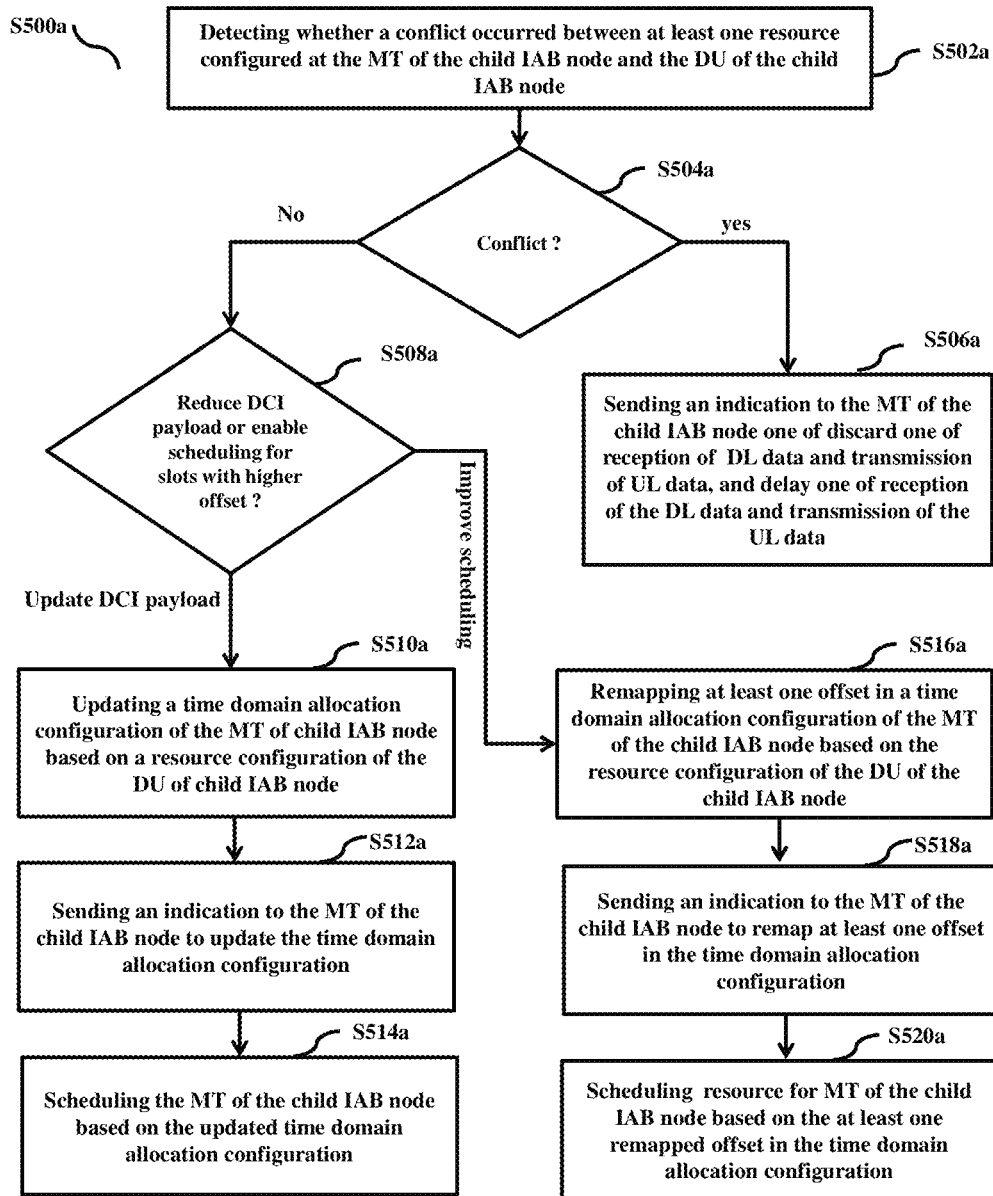 S500a
Detecting whether a conflict occurred between at least one resource
configured at the MT of the child IAB node and the DU of the child
IAB node
S502a
S504a
No
yes
Conflict ?
S508a
S506a
Reduce DCI
payload or enable
scheduling for
slots with higher
offset ?
Sending an indication to the MT of the
child IAB node one of discard one of
reception of DL data and transmission
of UL data, and delay one of reception
of the DL data and transmission of the
UL data
Improve scheduling
Update DCI payload
S510a
S516a
Updating a time domain allocation
configuration of the MT of child IAB node
based on a resource configuration of the
DU of child IAB node
Remapping at least one offset in a time
domain allocation configuration of the MT
of the child IAB node based on the
resource configuration of the DU of the
child IAB node
S512a
S518a
Sending an indication to the MT of the
child IAB node to update the time domain
allocation configuration
Sending an indication to the MT of the
child IAB node to remap at least one offset
in the time domain allocation
configuration
S514a
S520a
Scheduling the MT of the child IAB node
based on the updated time domain
allocation configuration
Scheduling resource for MT of the child
IAB node based on the at least one
remapped offset in the time domain
allocation configuration